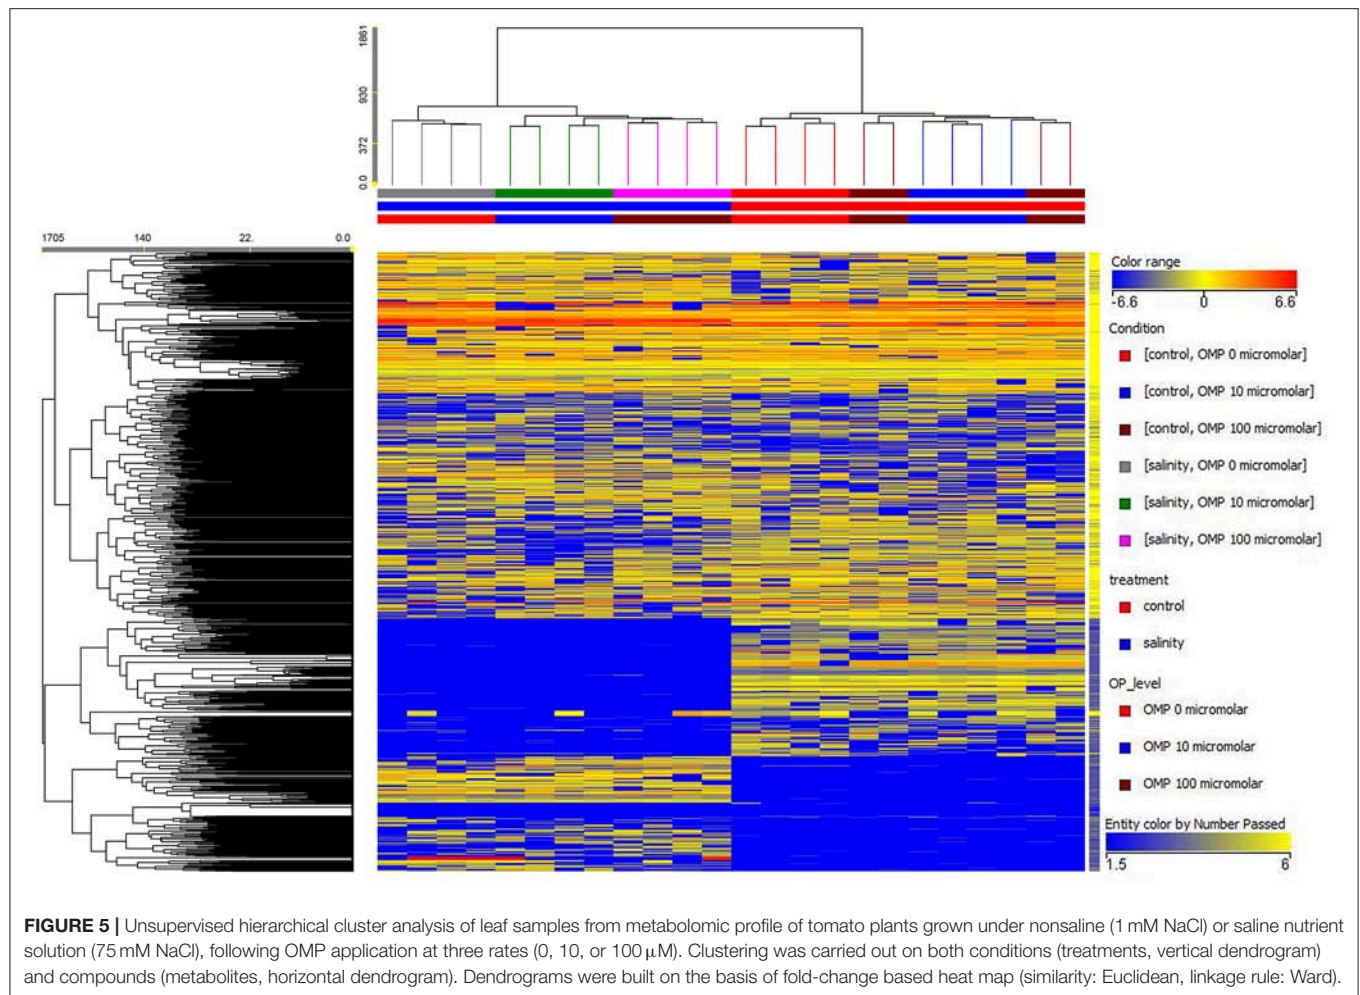 1861
930
372
0.0
1705 140 22. 0.0
Color range
-6.6 0 6.6
Condition
[control, OMP 0 micromolar]
[control, OMP 10 micromolar]
[control, OMP 100 micromolar]
[salinity, OMP 0 micromolar]
[salinity, OMP 10 micromolar]
[salinity, OMP 100 micromolar]
treatment
control
salinity
OP_level
OMP 0 micromolar
OMP 10 micromolar
OMP 100 micromolar
Entity color by Number Passed
1.5 6
FIGURE 5 | Unsupervised hierarchical cluster analysis of leaf samples from metabolomic profile of tomato plants grown under nonsaline (1 mM NaCl) or saline nutrient
solution (75 mM NaCl), following OMP application at three rates (0, 10, or 100 µM). Clustering was carried out on both conditions (treatments, vertical dendrogram)
and compounds (metabolites, horizontal dendrogram). Dendrograms were built on the basis of fold-change based heat map (similarity: Euclidean, linkage rule: Ward).